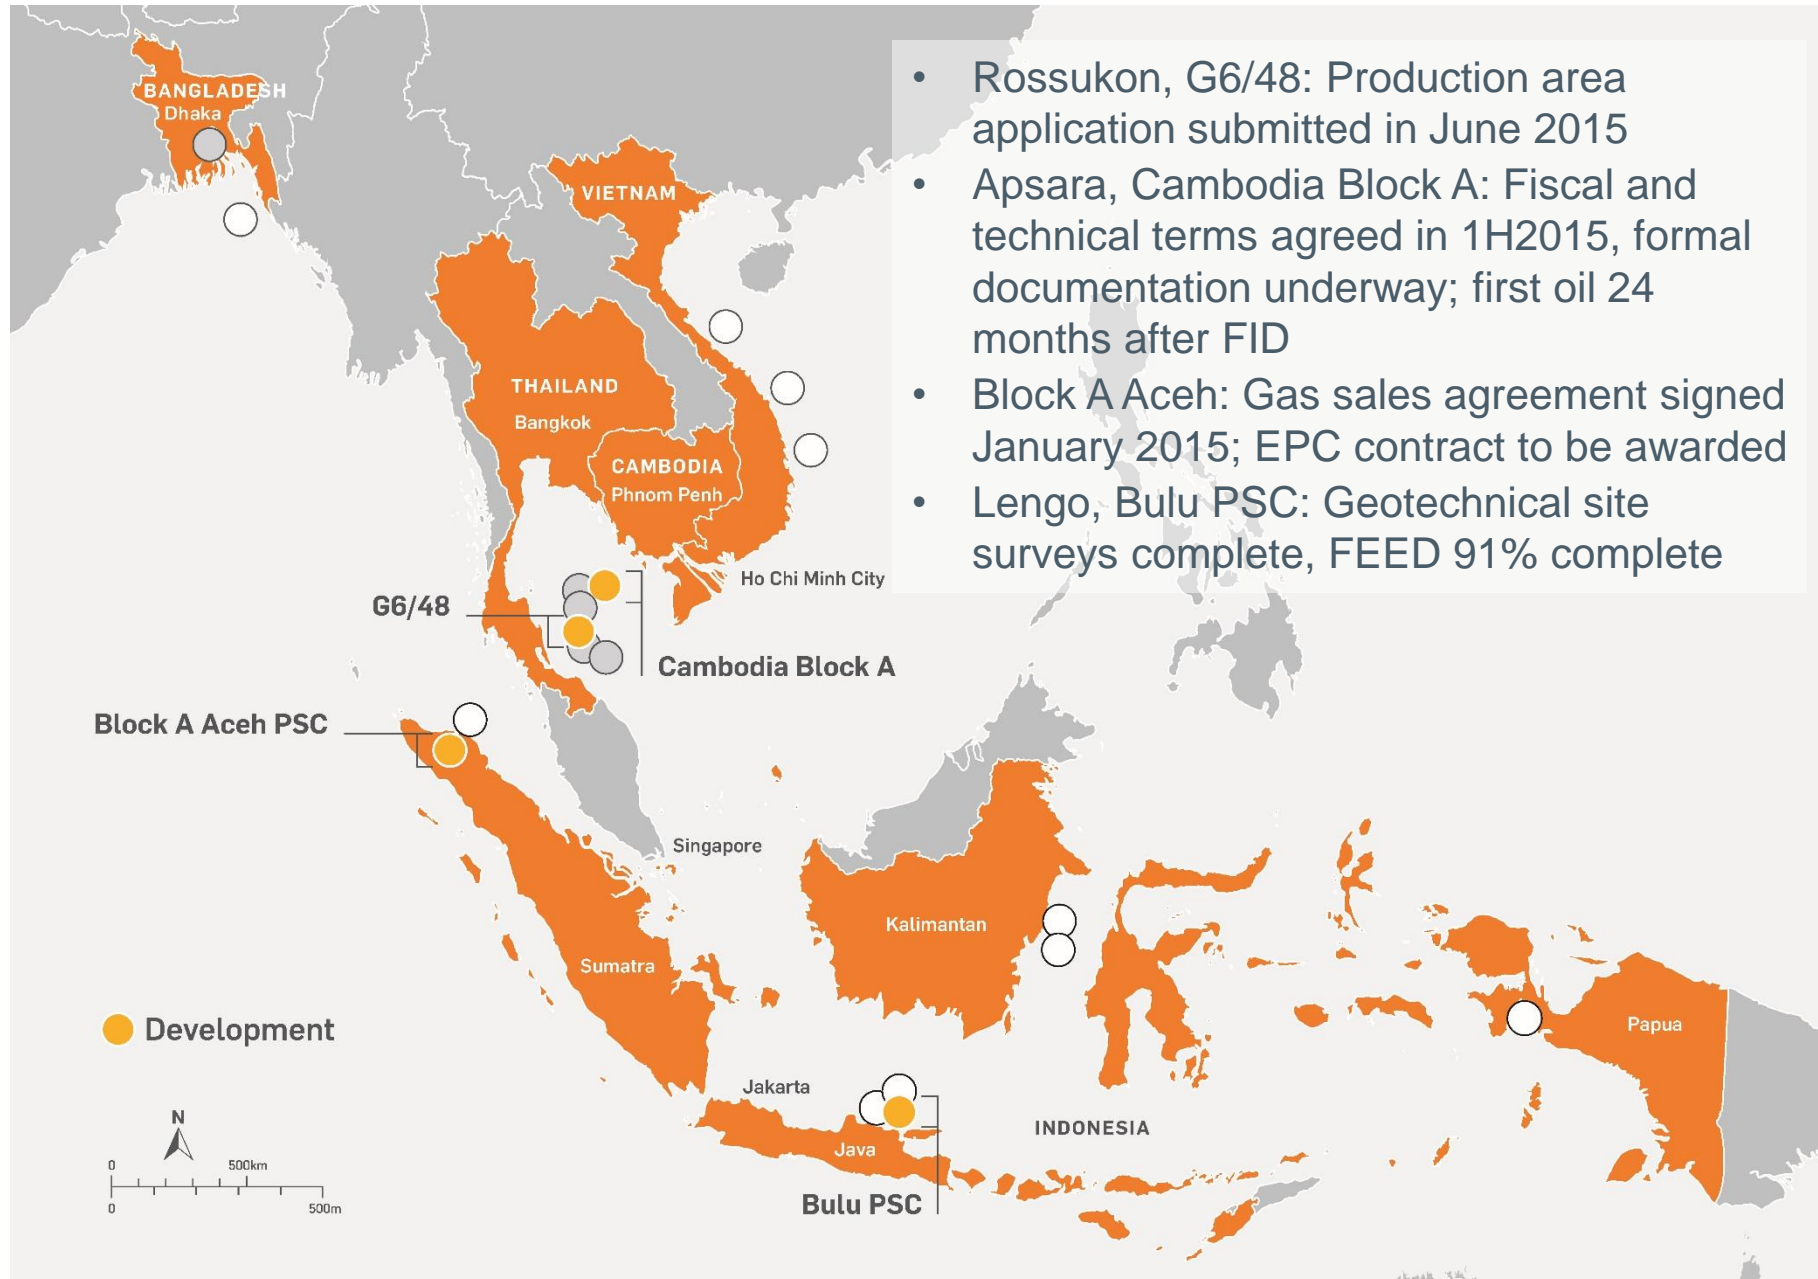 • Rossukon, G6/48: Production area
application submitted in June 2015
• Apsara, Cambodia Block A: Fiscal and
technical terms agreed in 1H2015, formal
documentation underway; first oil 24
months after FID
• Block A Aceh: Gas sales agreement signed
January 2015; EPC contract to be awarded
• Lengo, Bulu PSC: Geotechnical site
surveys complete, FEED 91% complete
BANGLADESH
Dhaka
VIETNAM
THAILAND
Bangkok
CAMBODIA
Phnom Penh
Ho Chi Minh City
G6/48
Cambodia Block A
Block A Aceh PSC
Singapore
Kalimantan
Sumatra
Papua
Development
Jakarta
INDONESIA
Java
Bulu PSC
N
0 500km
0 500m